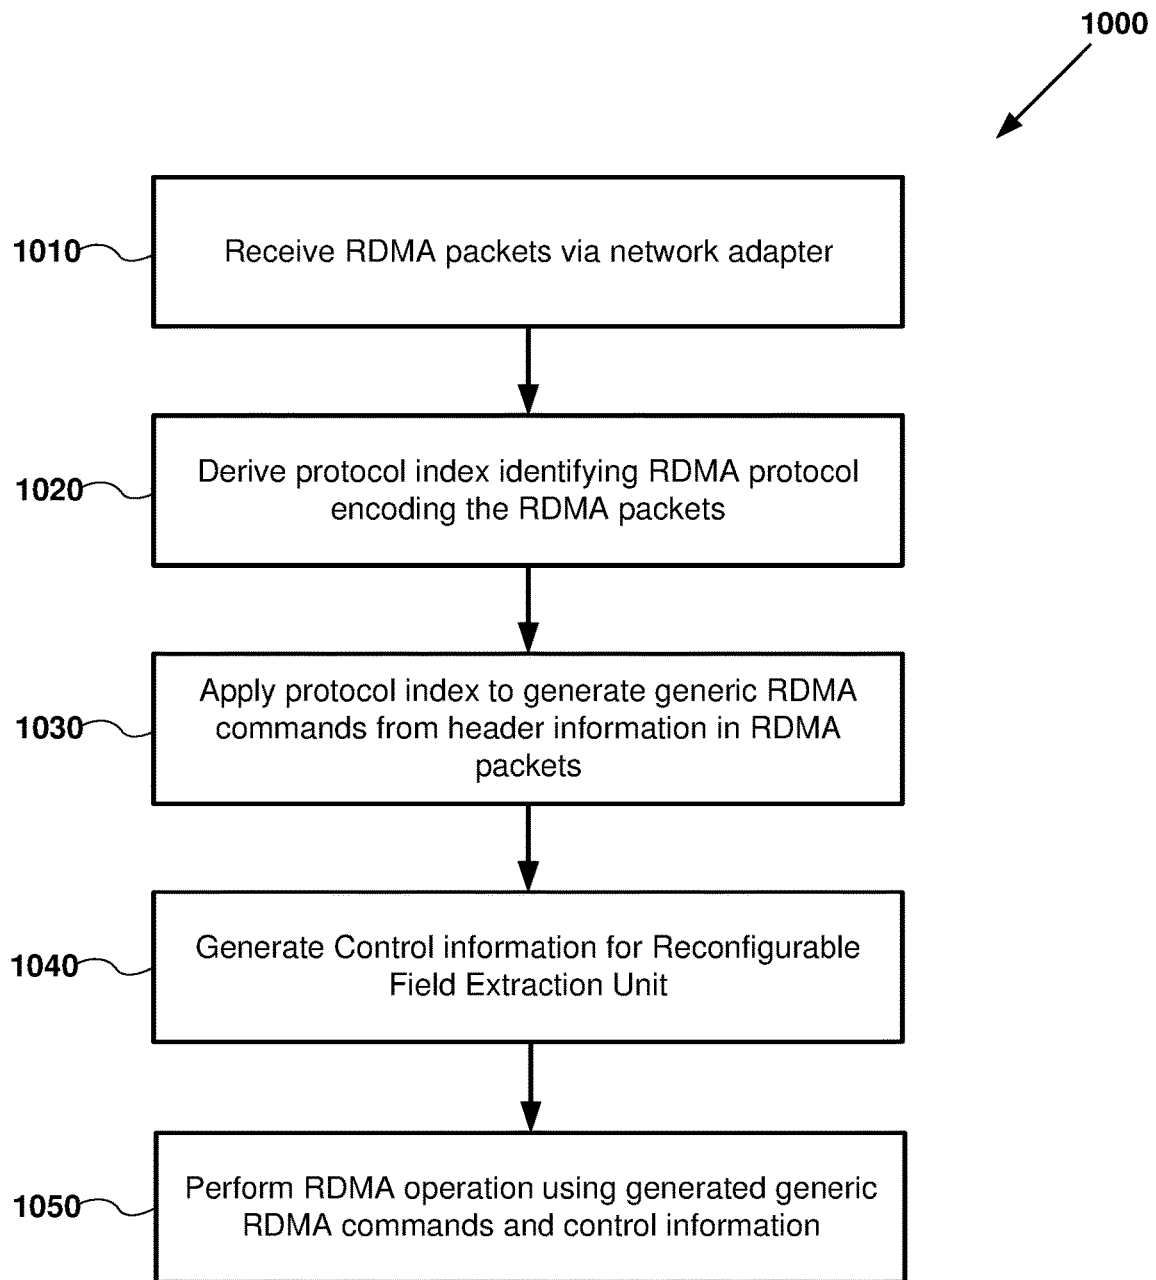 1000
1010
Receive RDMA packets via network adapter
1020
Derive protocol index identifying RDMA protocol
encoding the RDMA packets
1030
Apply protocol index to generate generic RDMA
commands from header information in RDMA
packets
1040
Generate Control information for Reconfigurable
Field Extraction Unit
1050
Perform RDMA operation using generated generic
RDMA commands and control information